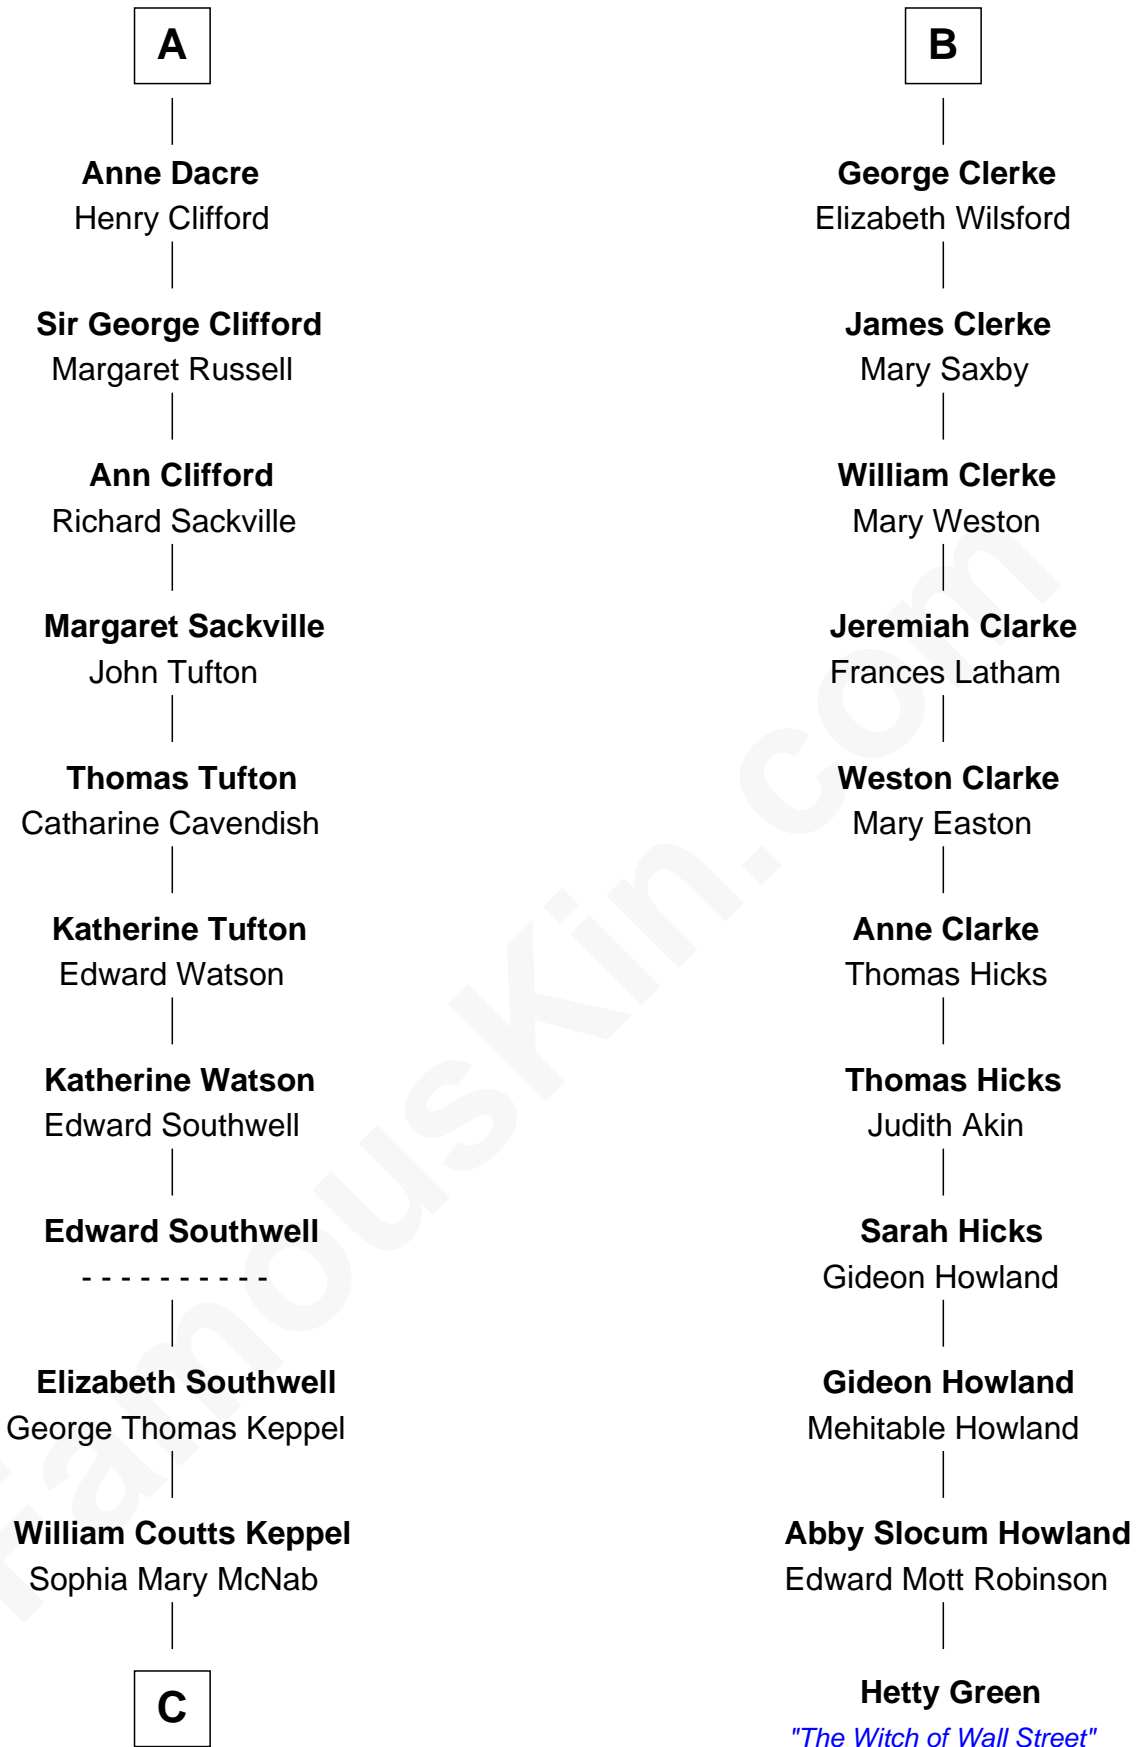 A
Anne Dacre
Henry Clifford
Sir George Clifford
Margaret Russell
Ann Clifford
Richard Sackville
Margaret Sackville
John Tufton
Thomas Tufton
Catharine Cavendish
Katherine Tufton
Edward Watson
Katherine Watson
Edward Southwell
Edward Southwell
- - - - - - - - - -
Elizabeth Southwell
George Thomas Keppel
William Coutts Keppel
Sophia Mary McNab
C
B
George Clerke
Elizabeth Wilsford
James Clerke
Mary Saxby
William Clerke
Mary Weston
Jeremiah Clarke
Frances Latham
Weston Clarke
Mary Easton
Anne Clarke
Thomas Hicks
Thomas Hicks
Judith Akin
Sarah Hicks
Gideon Howland
Gideon Howland
Mehitable Howland
Abby Slocum Howland
Edward Mott Robinson
Hetty Green
"The Witch of Wall Street"
FamousKin.com